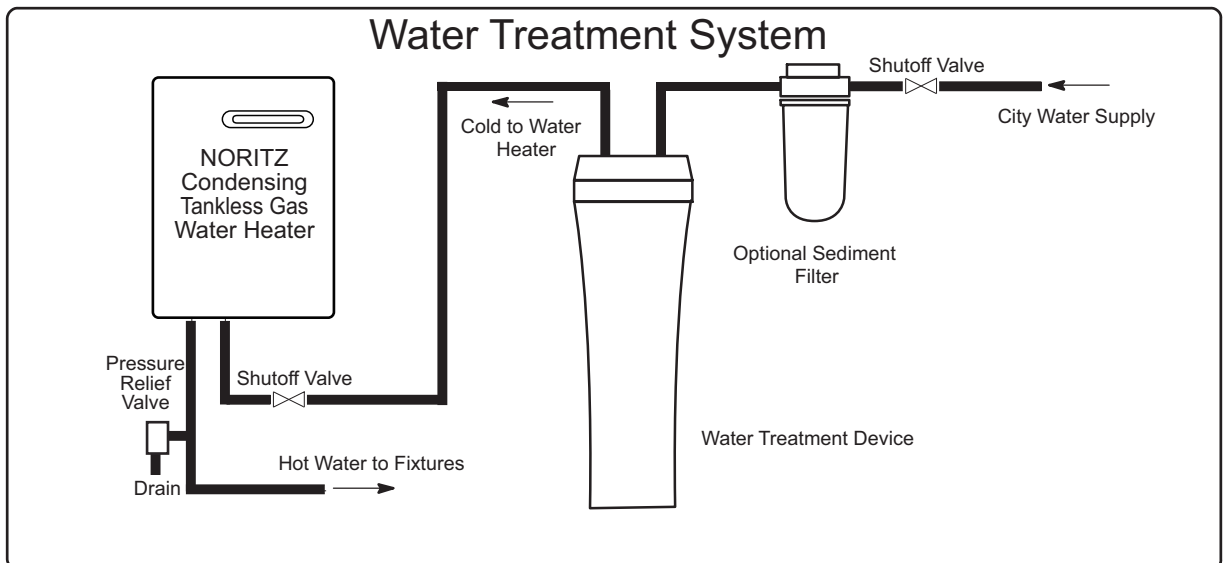 Water Treatment System
NORITZ
Condensing
Tankless Gas
Water Heater
Cold to Water
Heater
Shutoff Valve
City Water Supply
Optional Sediment
Filter
Pressure
Relief
Valve
Shutoff Valve
Water Treatment Device
Hot Water to Fixtures
Drain